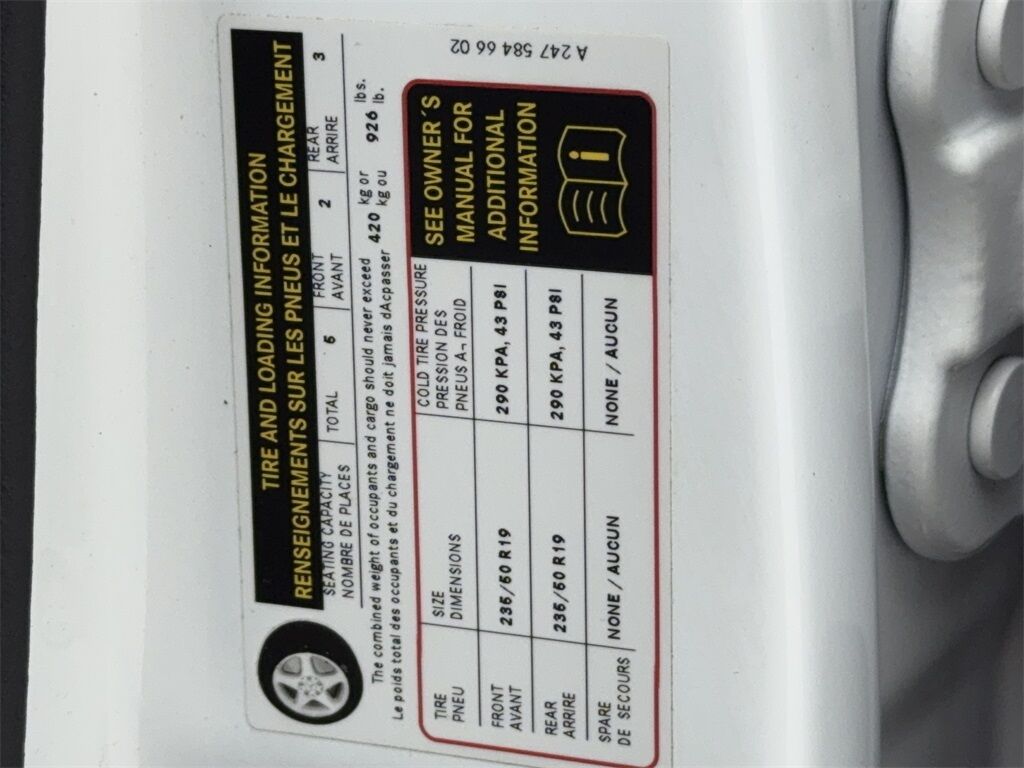 TIRE AND LOADING INFORMATION
RENSEIGNEMENTS SUR LES PNEUS ET LE CHARGEMENT
SEATING CAPACITY
NOMBRE DE PLACES
TOTAL 5
FRONT
AVANT
2
REAR
ARRIRE
3
The combined weight of occupants and cargo should never exceed 420 kg or lbs.
Le poids total des occupants et du chargement ne doit jamais dAcpasser kg ou 926 lb.
TIRE
PNEU
SIZE
DIMENSIONS
COLD TIRE PRESSURE
PRESSION DES
PNEUS A¬ FROID
FRONT
AVANT
235/50 R19
290 KPA, 43 PSI
REAR
ARRIRE
235/50 R19
290 KPA, 43 PSI
SPARE
DE SECOURS
NONE / AUCUN
NONE / AUCUN
SEE OWNER´S
MANUAL FOR
ADDITIONAL
INFORMATION
A 247 584 66 02